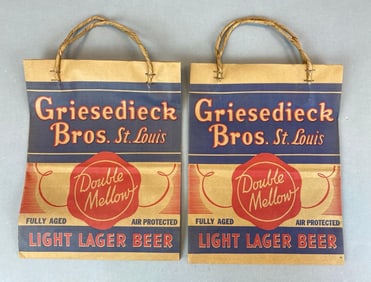 Griesedieck
Bros. St. Louis
Double
Mellow
FULLY AGED AIR PROTECTED
LIGHT LAGER BEER
Griesedieck
Bros. St. Louis
Double
Mellow
FULLY AGED AIR PROTECTED
LIGHT LAGER BEER